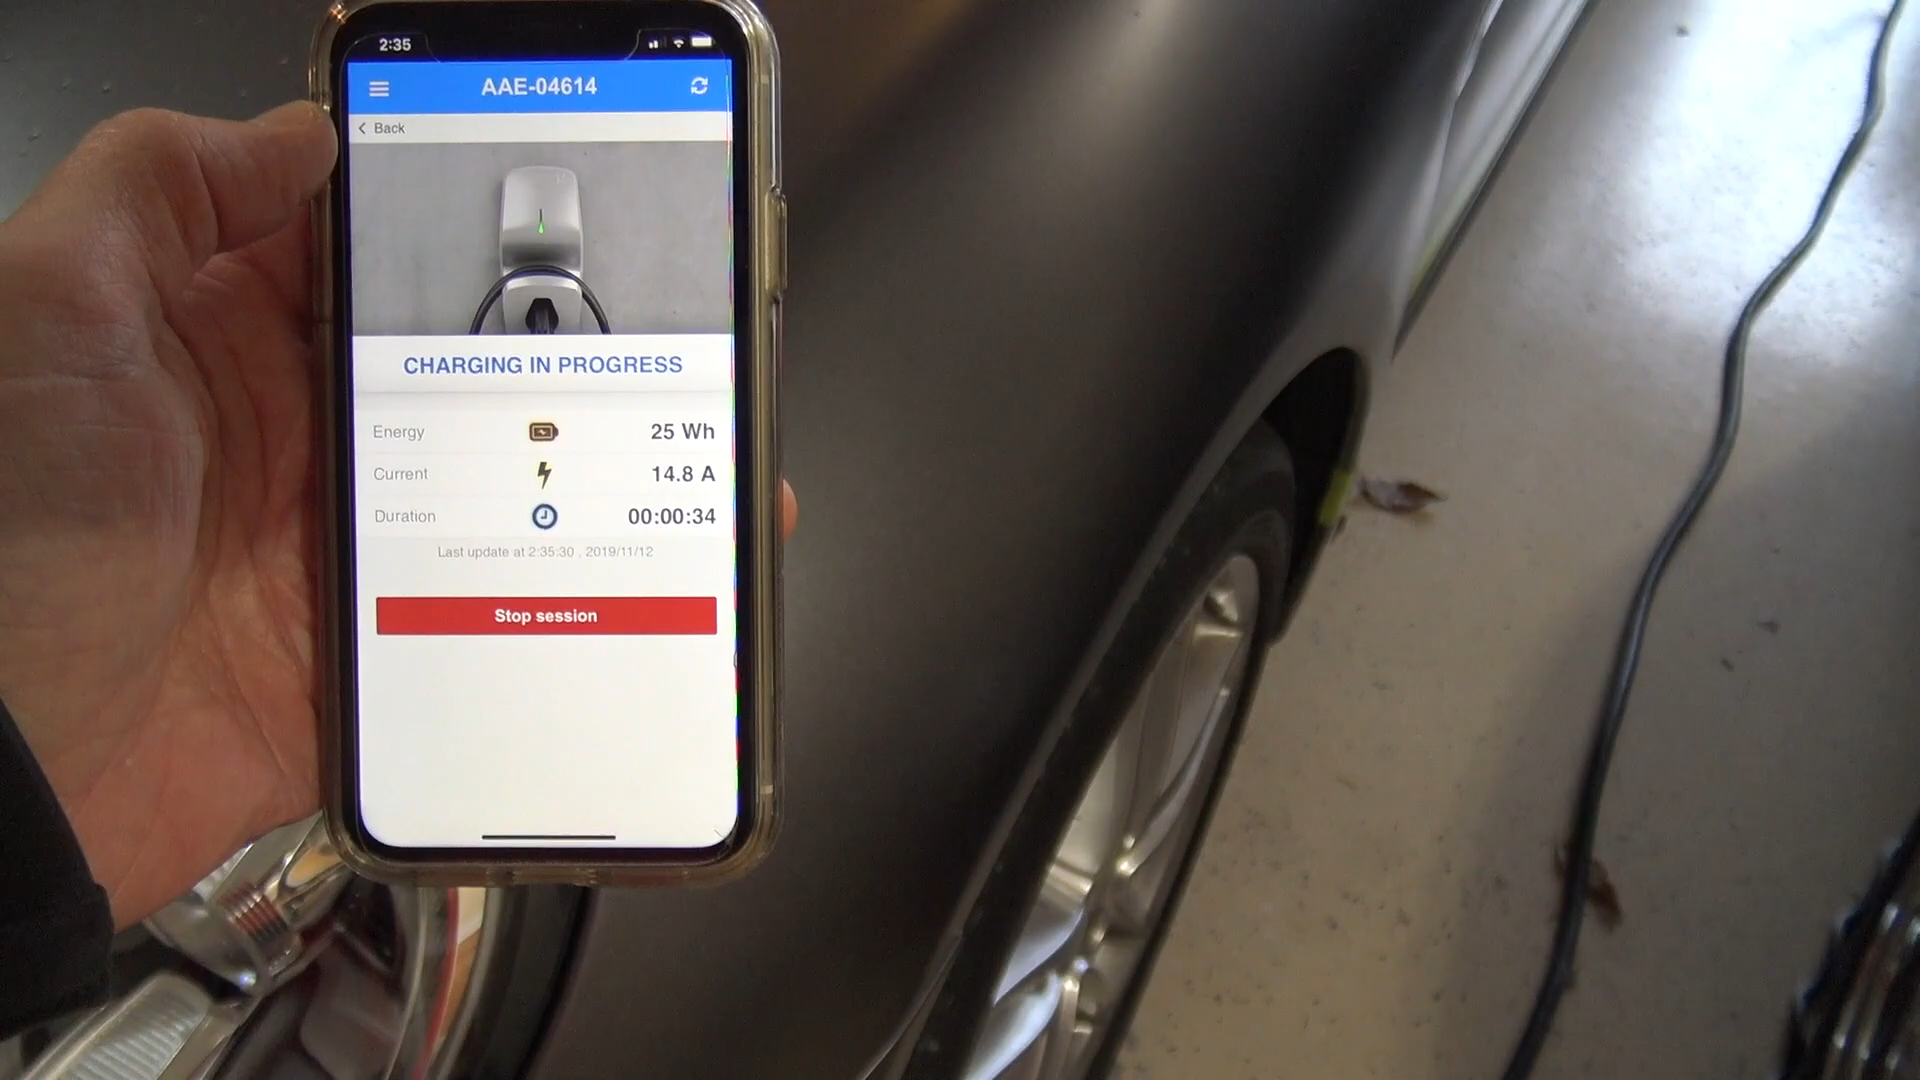 2:35
AAE-04614
Back
CHARGING IN PROGRESS
Energy 25 Wh
Current 14.8 A
Duration 00:00:34
Last update at 2:35:30 , 2019/11/12
Stop session